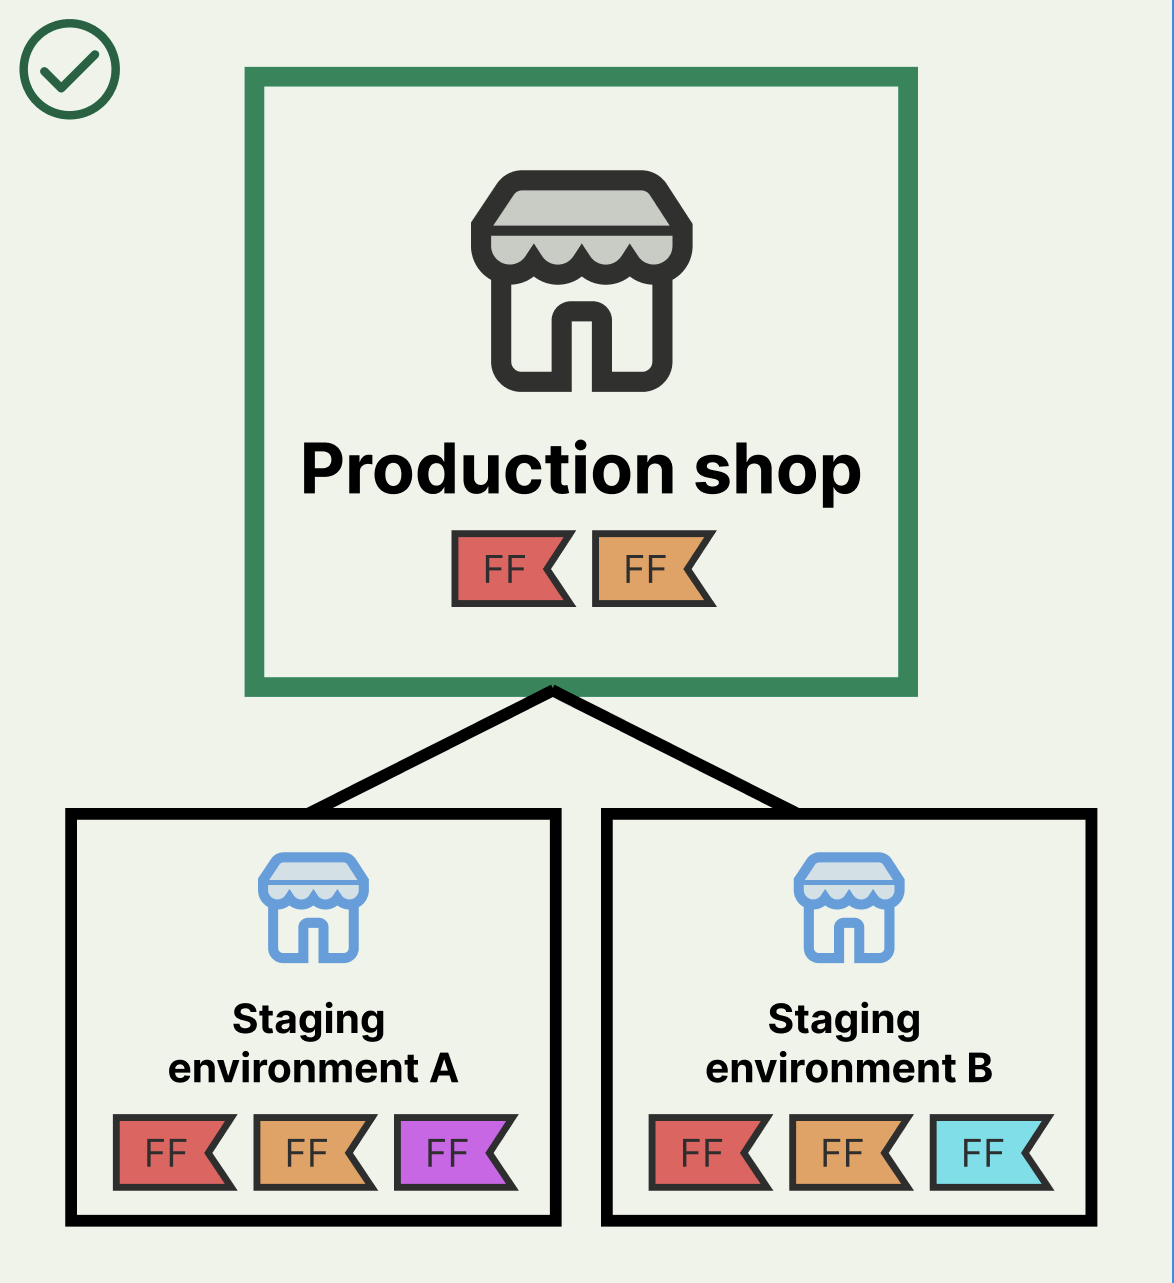 Production shop
FF FF
Staging
environment A
FF FF FF
Staging
environment B
FF FF FF